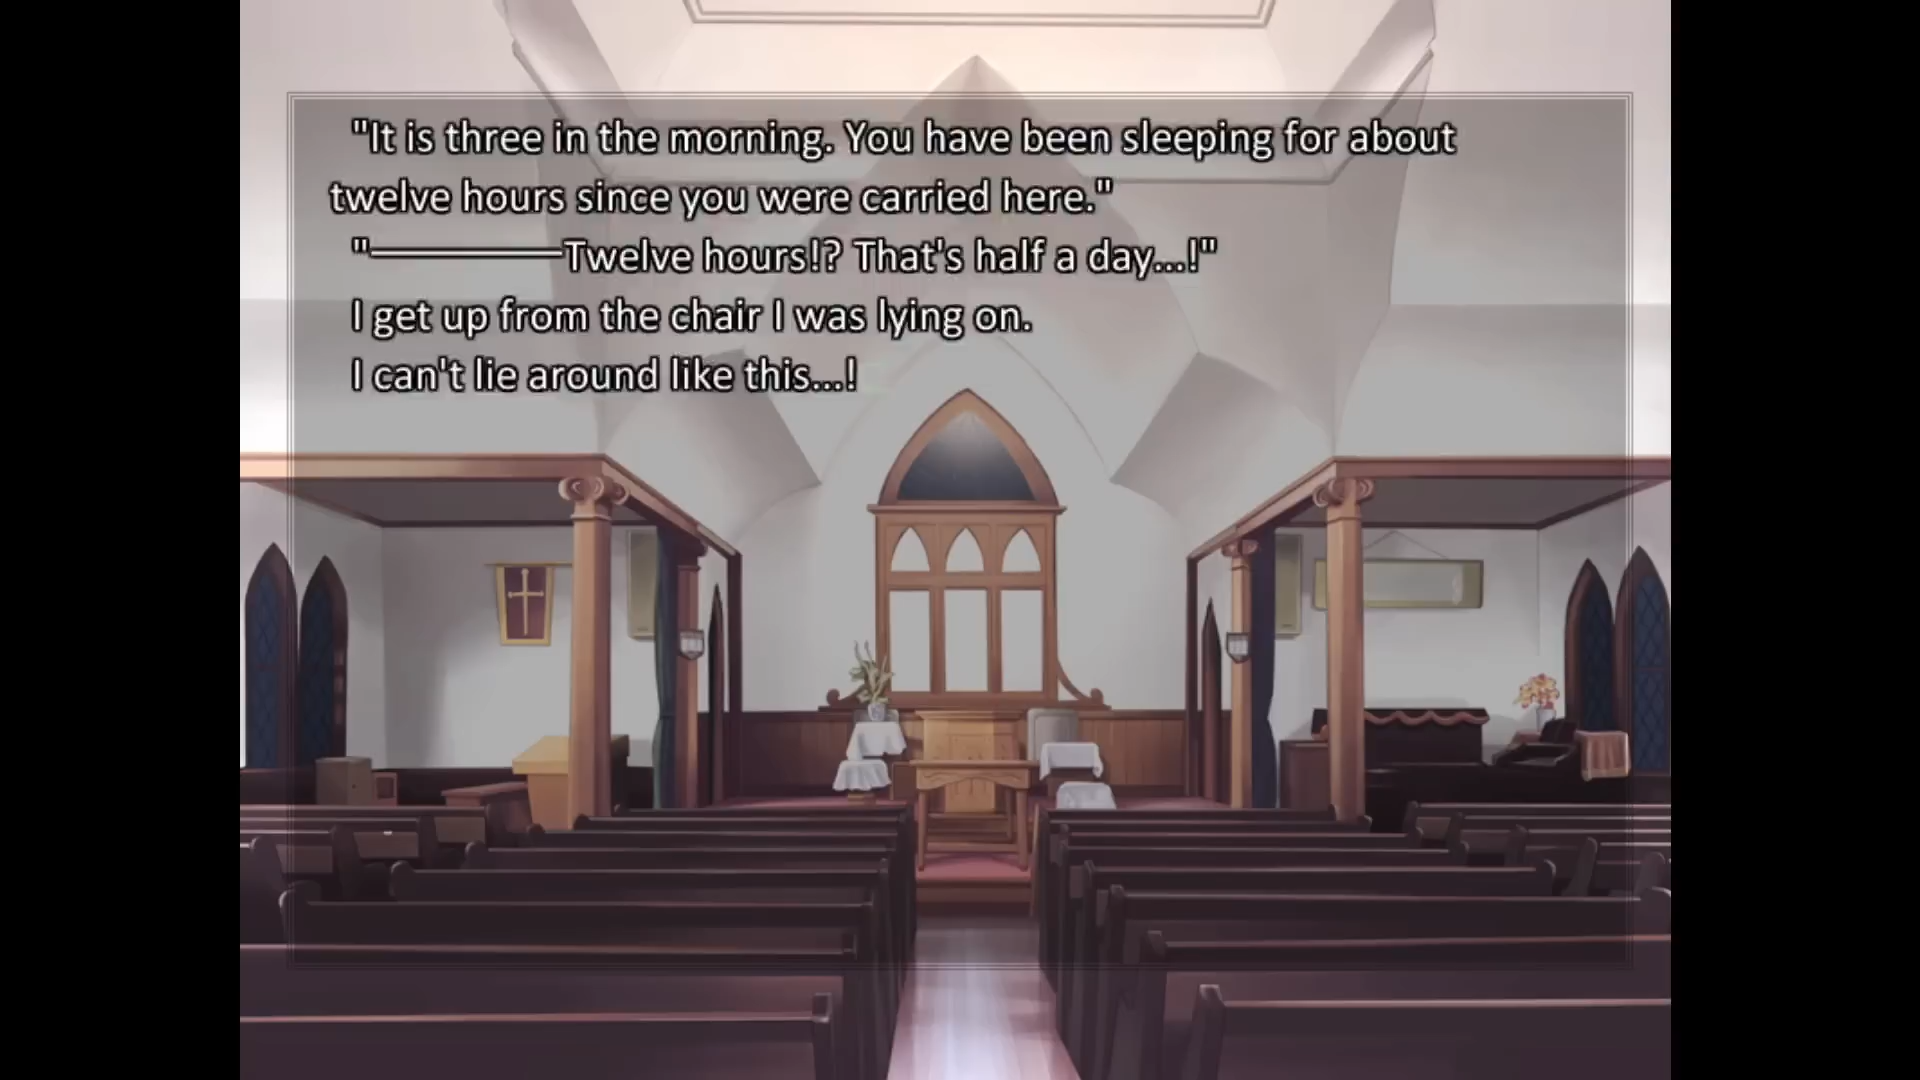 "It is three in the morning. You have been sleeping for about
twelve hours since you were carried here."
"————Twelve hours!? That's half a day...!"
I get up from the chair I was lying on.
I can't lie around like this...!